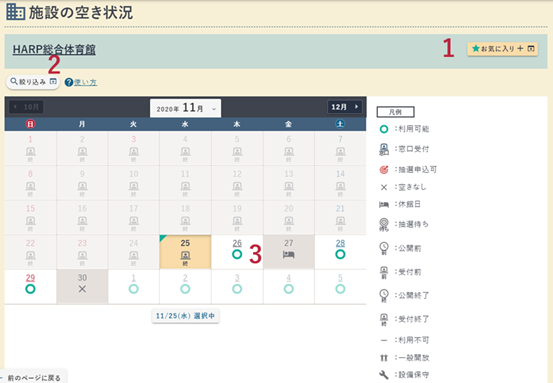 施設の空き状況
HARP総合体育館
1
★お気に入り＋
2
絞り込み
?使い方
10月
2020年 11月
12月
日 月 火 水 木 金 土
1 2 3 4 5 6 7
終 終 終 終 終 終 終
8 9 10 11 12 13 14
終 終 終 終 終 終 終
15 16 17 18 19 20 21
終 終 終 終 終 終 終
22 23 24 25 26 27 28
終 終 終 終
3
29 30 1 2 3 4 5
11/25(水) 選択中
凡例
：利用可能
：窓口受付
：抽選申込可
：空きなし
：休館日
：抽選待ち
前 ：公開前
前 ：受付前
終 ：公開終了
終 ：受付終了
：利用不可
：一般開放
：設備保守
前のページに戻る